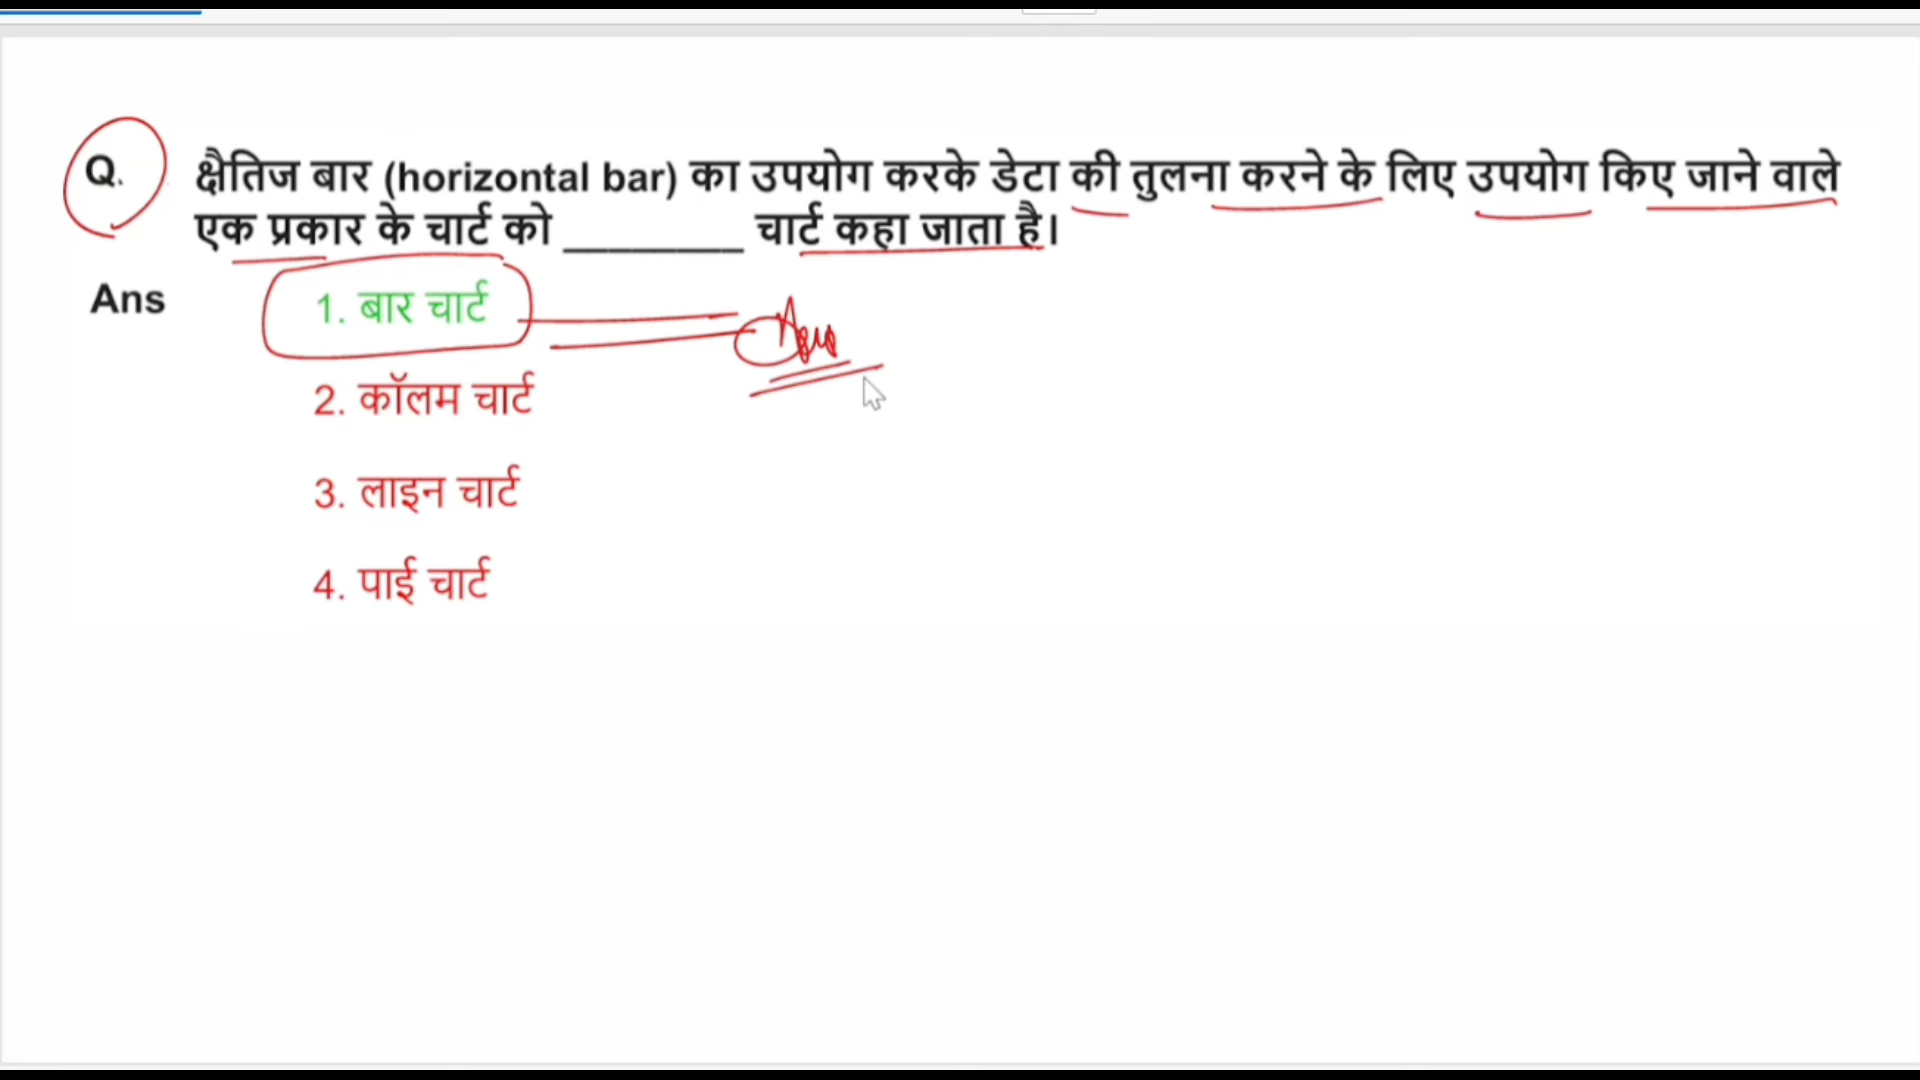 Q. क्षैतिज बार (horizontal bar) का उपयोग करके डेटा की तुलना करने के लिए उपयोग किए जाने वाले
एक प्रकार के चार्ट को ________ चार्ट कहा जाता है।
Ans 1. बार चार्ट
2. कॉलम चार्ट
3. लाइन चार्ट
4. पाई चार्ट